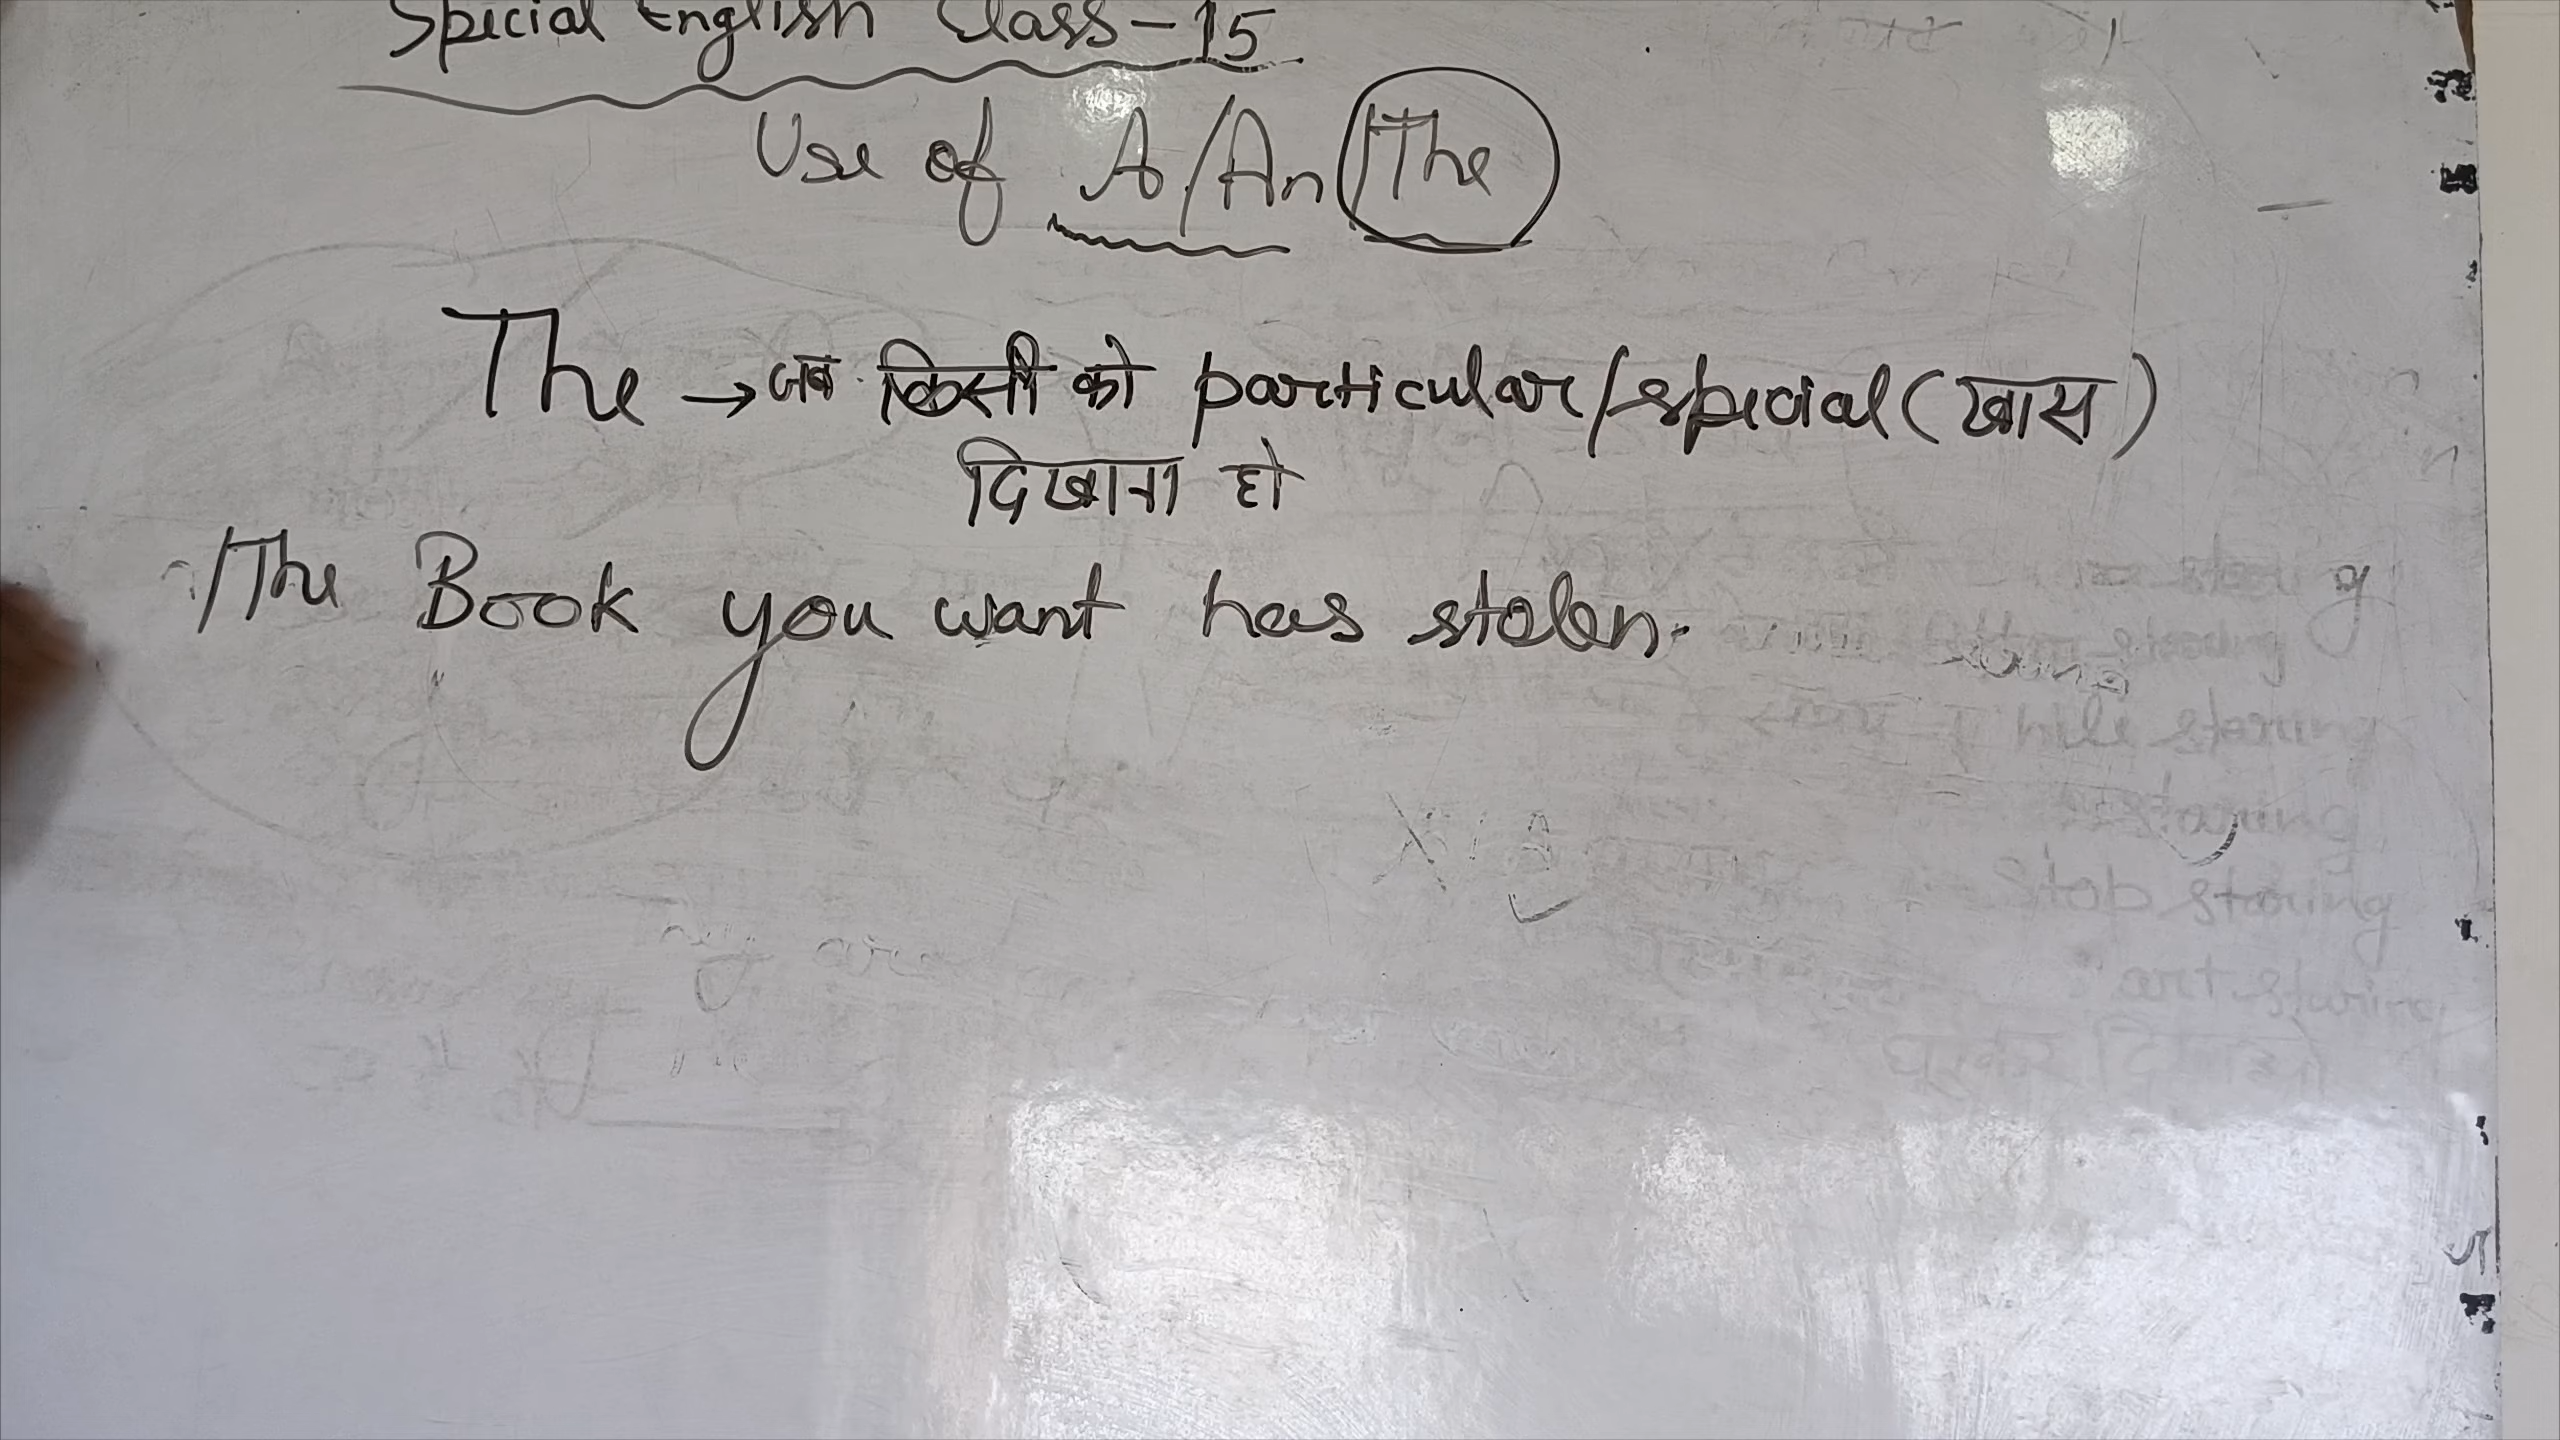 Special English Class-15
Use of A/An/The
The → जब किसी को particular/special (खास)
दिखाना हो
/The Book you want has stolen.